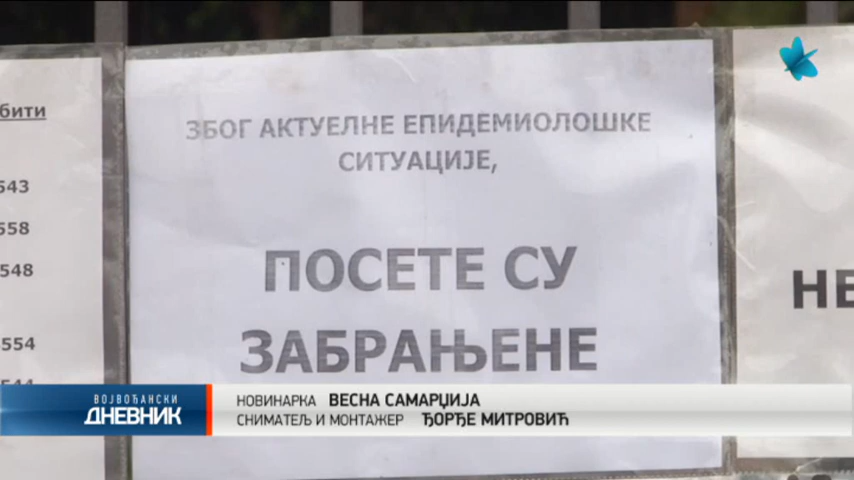 бити
543
558
548
554
ЗБОГ АКТУЕЛНЕ ЕПИДЕМИОЛОШКЕ
СИТУАЦИЈЕ,
ПОСЕТЕ СУ
ЗАБРАЊЕНЕ
НЕ
ВОЈВОЂАНСКИ
ДНЕВНИК
НОВИНАРКА ВЕСНА САМАРЏИЈА
СНИМАТЕЉ И МОНТАЖЕР ЂОРЂЕ МИТРОВИЋ